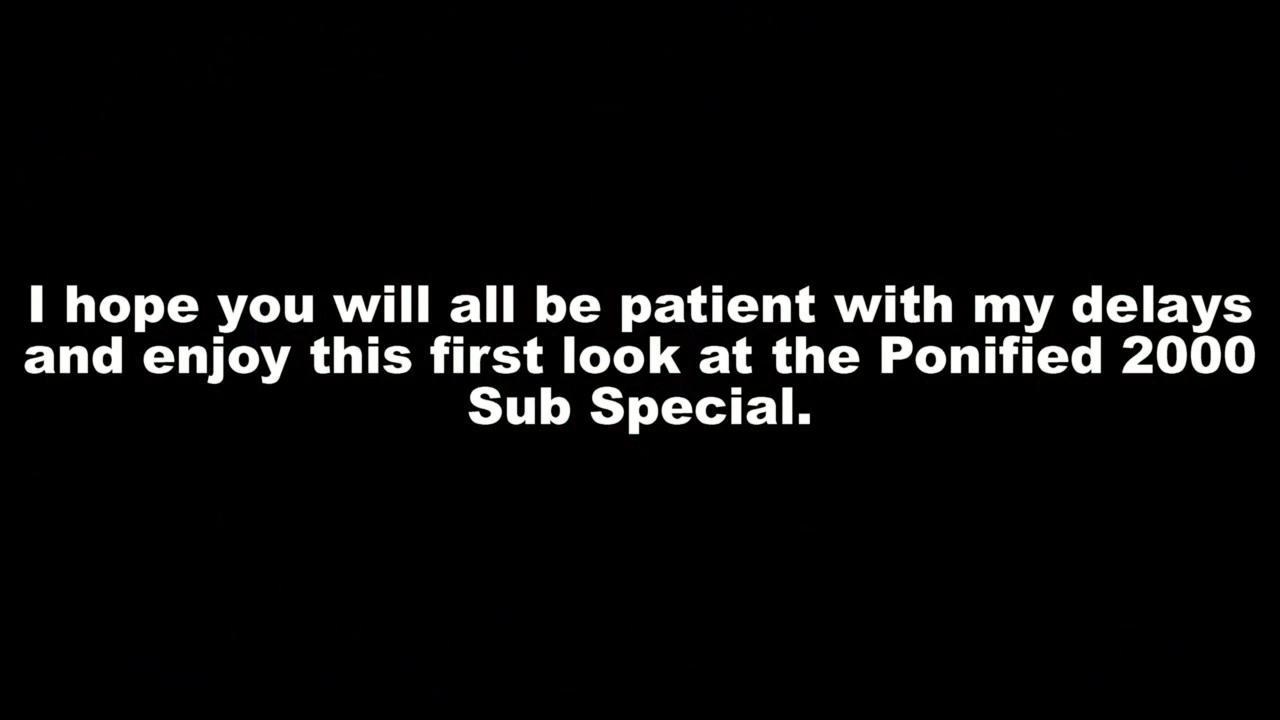 I hope you will all be patient with my delays
and enjoy this first look at the Ponified 2000
Sub Special.